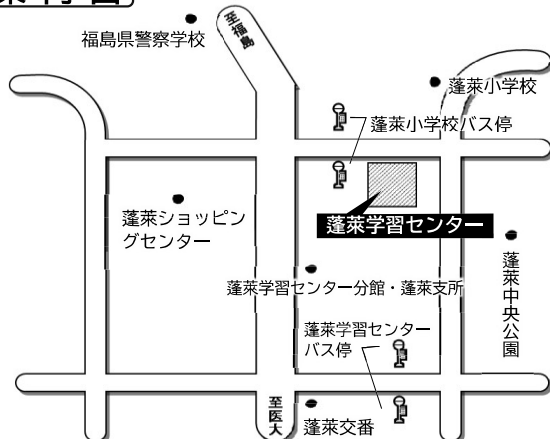 至福島
福島県警察学校
蓬莱小学校
蓬莱小学校バス停
蓬莱ショッピン
グセンター
蓬莱学習センター
蓬莱中央公園
蓬莱学習センター分館・蓬莱支所
蓬莱学習センター
バス停
至医大
蓬莱交番